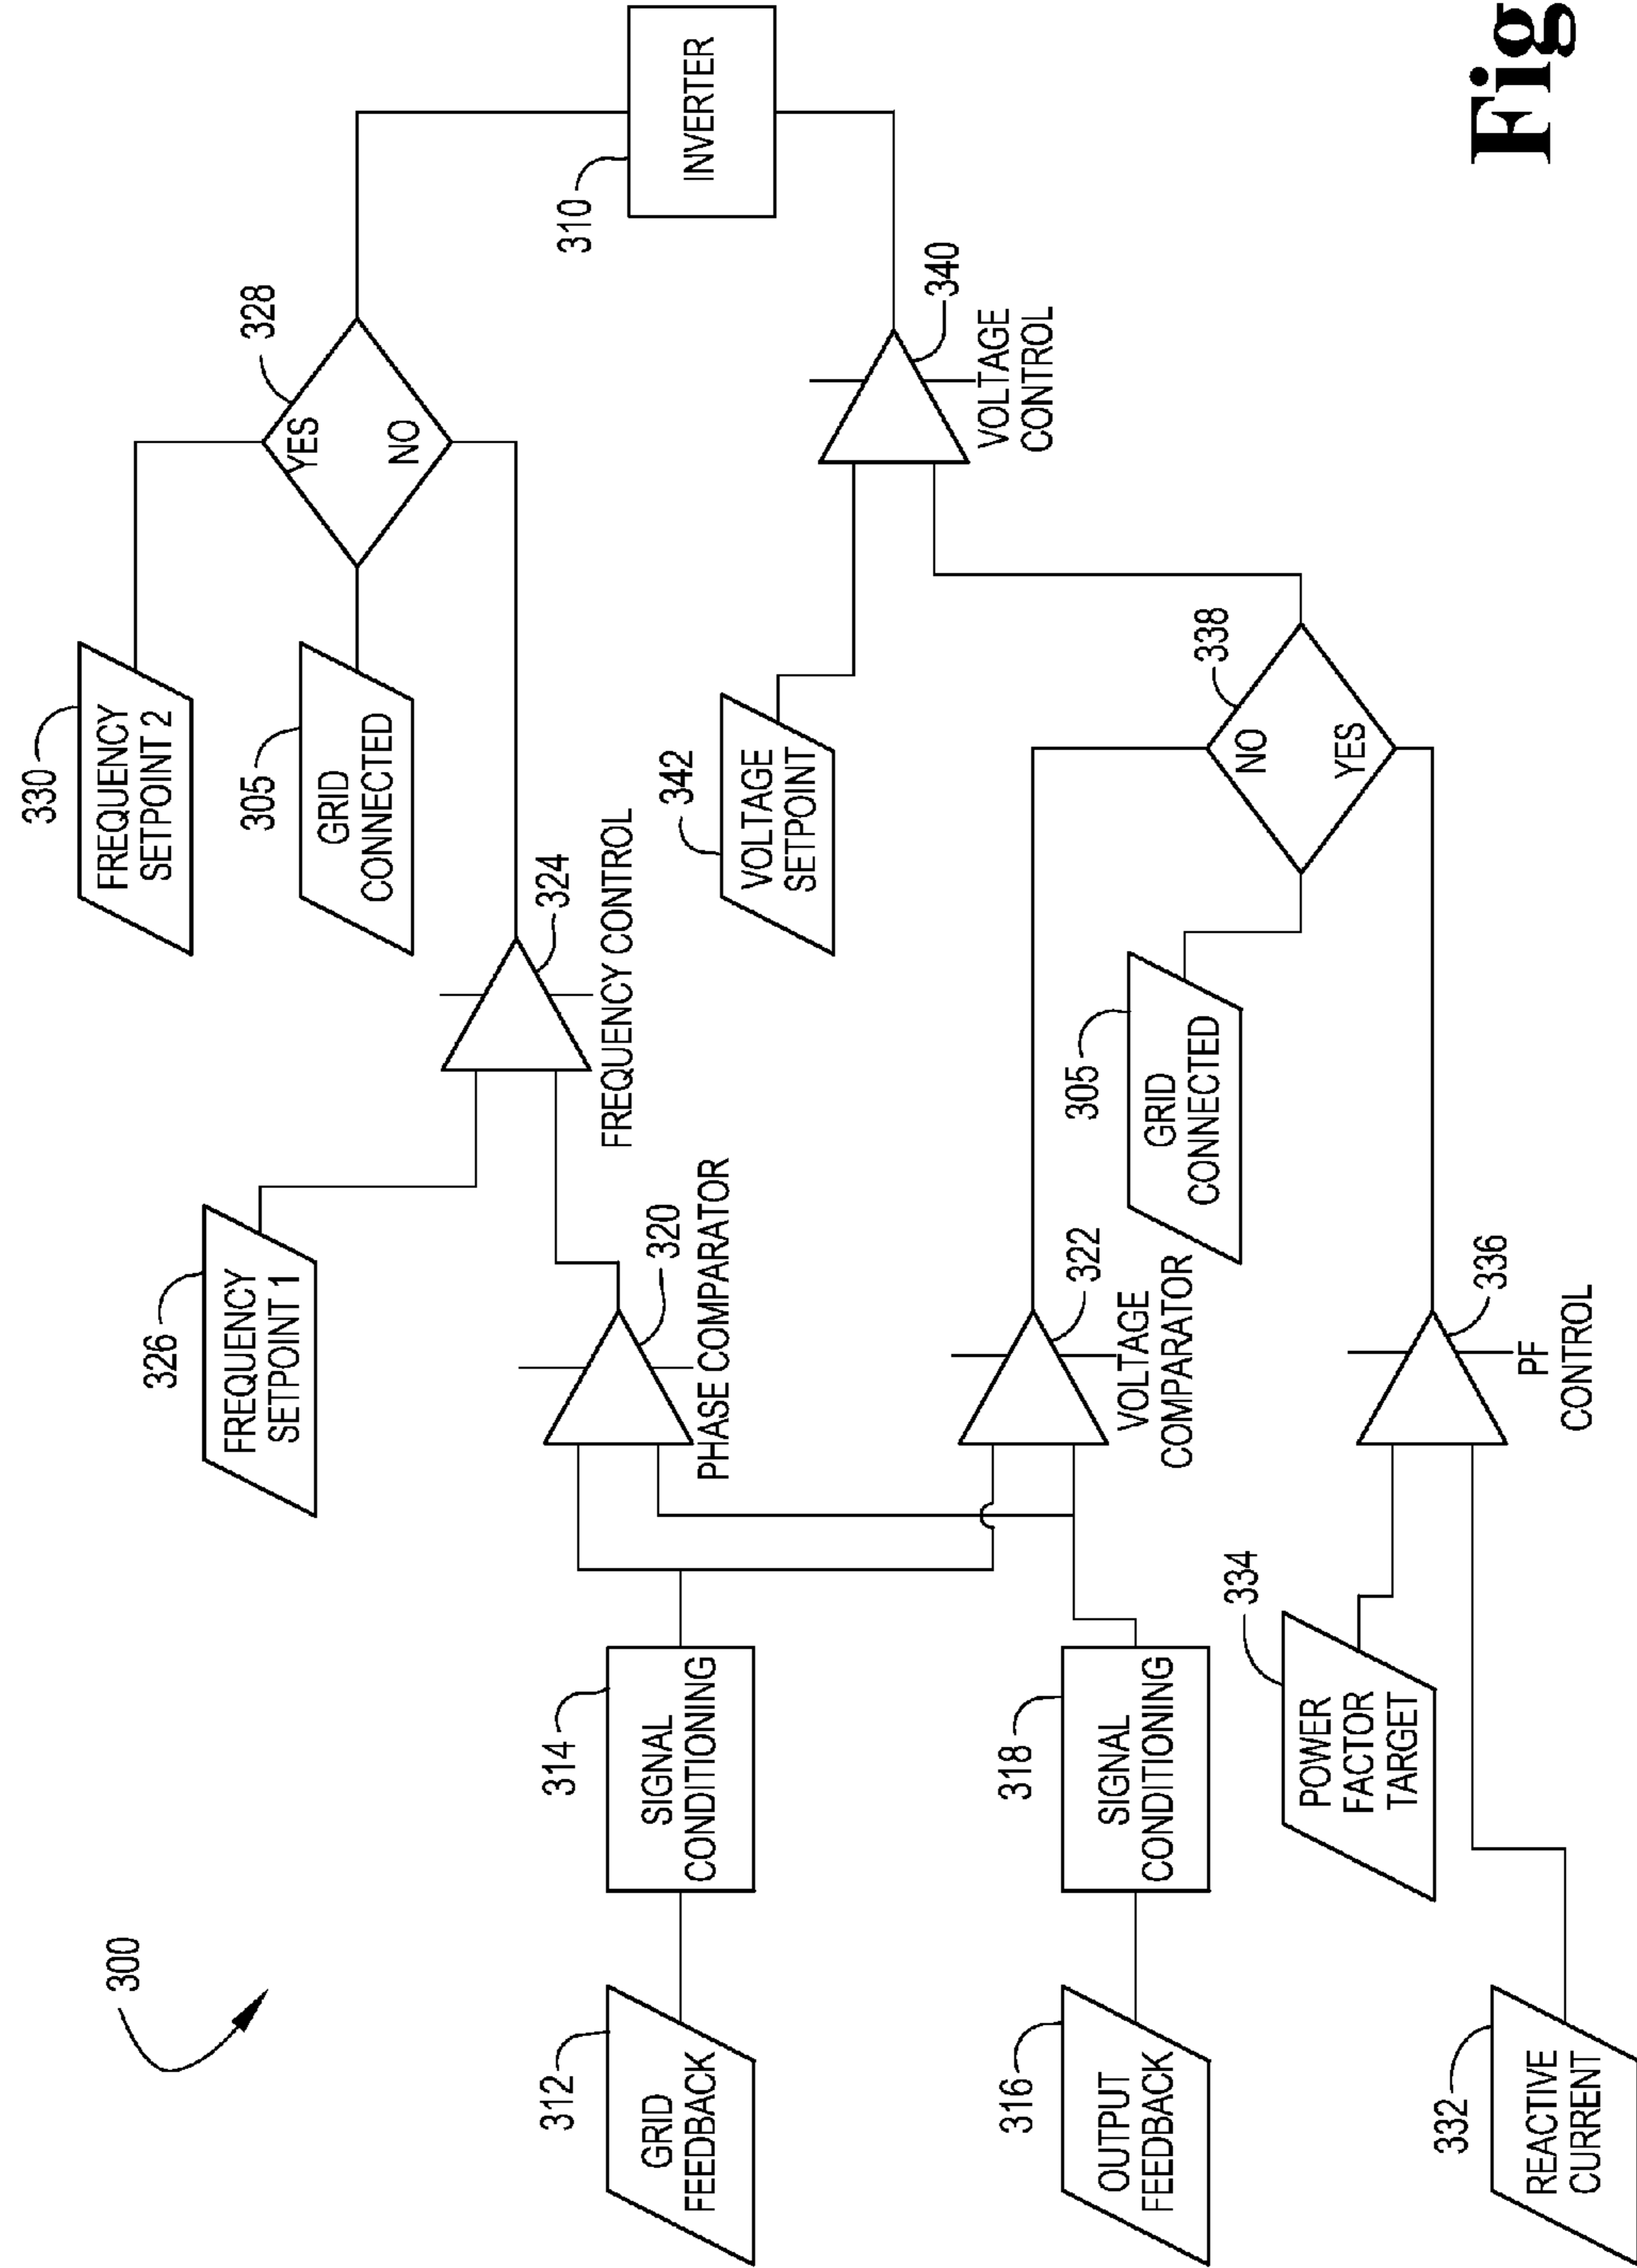 300
330
FREQUENCY
SETPOINT 2
328
YES
NO
305
GRID
CONNECTED
310
INVERTER
326
FREQUENCY
SETPOINT 1
324
FREQUENCY CONTROL
312
GRID
FEEDBACK
314
SIGNAL
CONDITIONING
320
PHASE COMPARATOR
342
VOLTAGE
SETPOINT
340
VOLTAGE
CONTROL
316
OUTPUT
FEEDBACK
318
SIGNAL
CONDITIONING
322
VOLTAGE
COMPARATOR
305
GRID
CONNECTED
338
NO
YES
332
REACTIVE
CURRENT
334
POWER
FACTOR
TARGET
336
PF
CONTROL
Fig